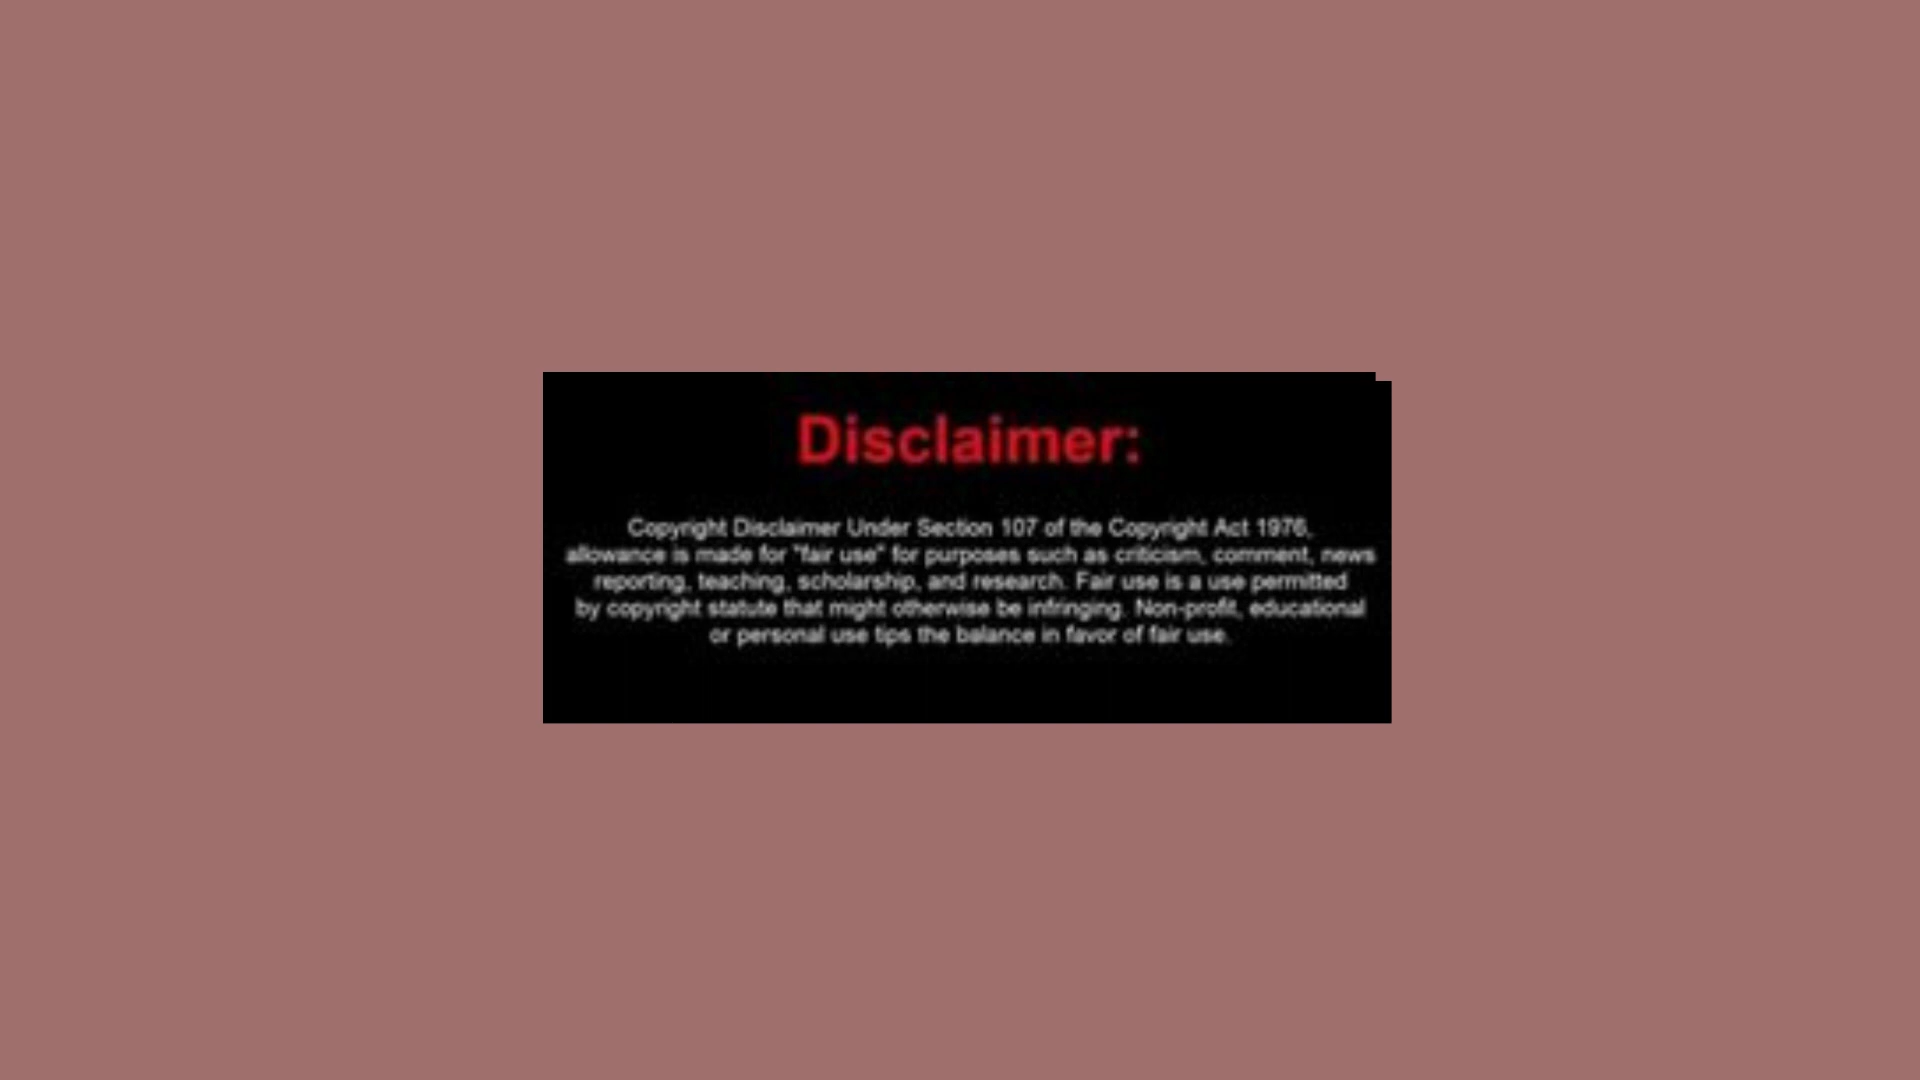 Disclaimer:
Copyright Disclaimer Under Section 107 of the Copyright Act 1976,
allowance is made for "fair use" for purposes such as criticism, comment, news
reporting, teaching, scholarship, and research. Fair use is a use permitted
by copyright statute that might otherwise be infringing. Non-profit, educational
or personal use tips the balance in favor of fair use.